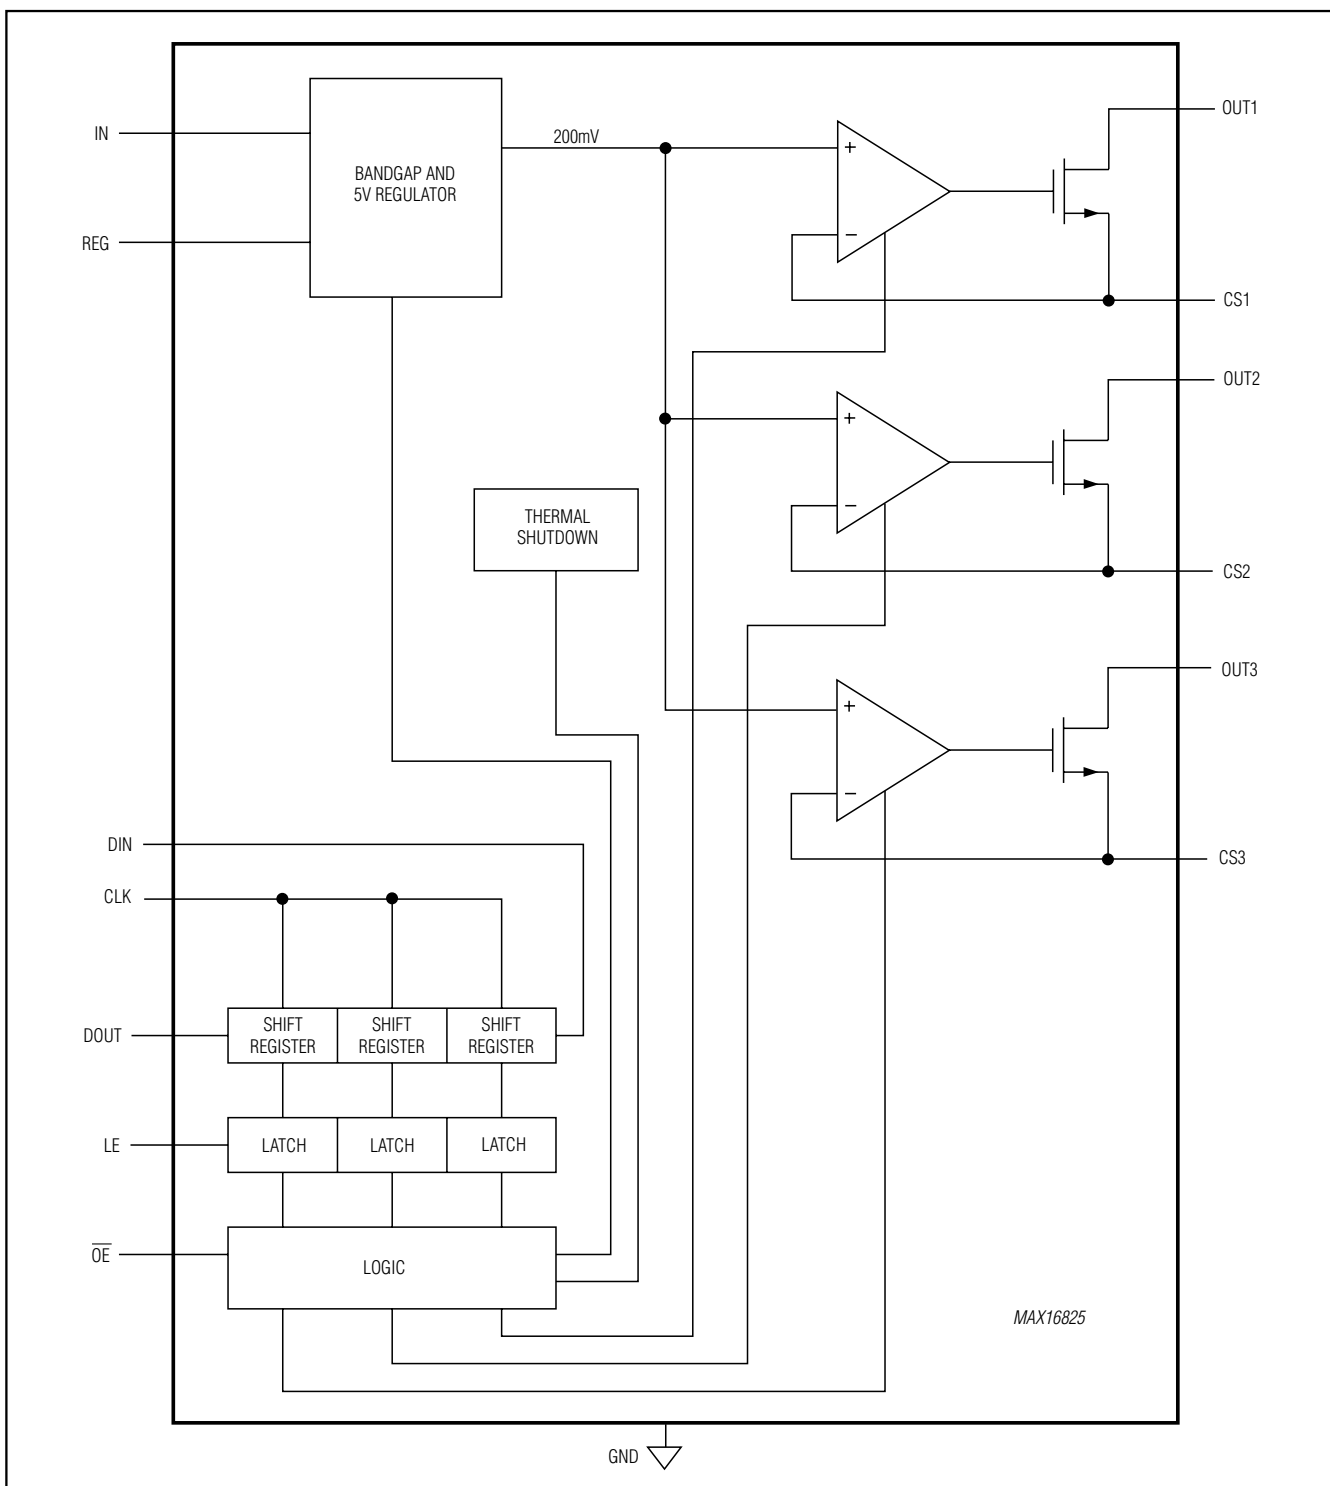 IN
REG
BANDGAP AND
5V REGULATOR
200mV
+
−
OUT1
CS1
+
−
OUT2
CS2
THERMAL
SHUTDOWN
+
−
OUT3
CS3
DIN
CLK
DOUT
SHIFT
REGISTER
SHIFT
REGISTER
SHIFT
REGISTER
LE
LATCH
LATCH
LATCH
O̅E̅
LOGIC
MAX16825
GND